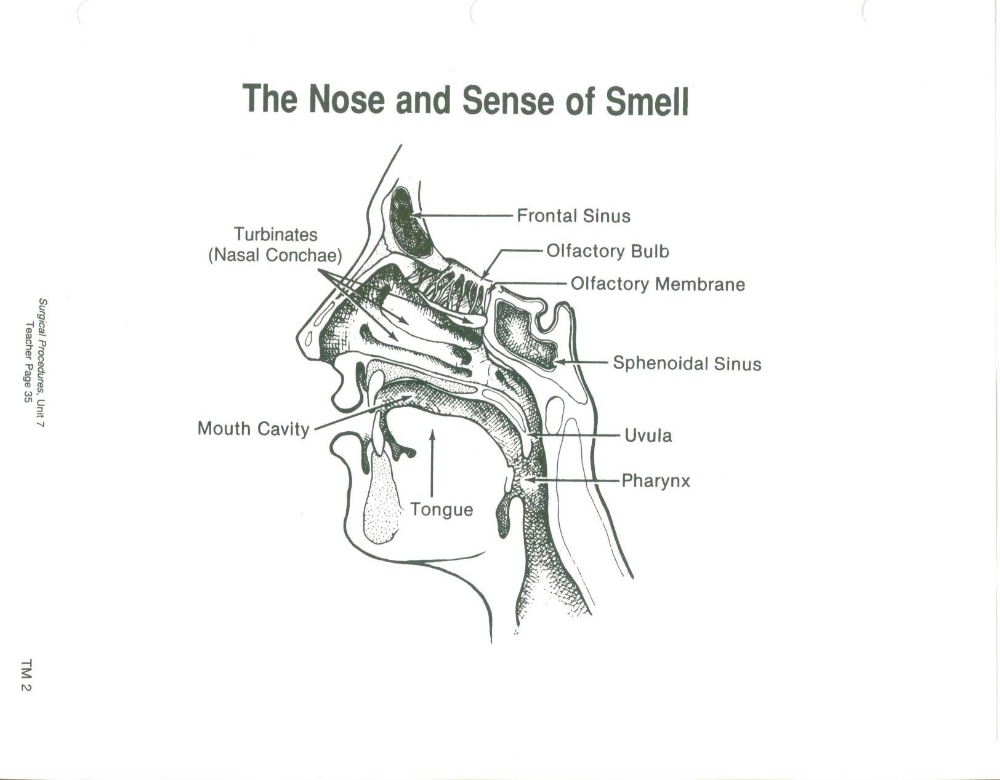 The Nose and Sense of Smell
Frontal Sinus
Turbinates
(Nasal Conchae)
Olfactory Bulb
Olfactory Membrane
Sphenoidal Sinus
Mouth Cavity
Uvula
Pharynx
Tongue
Surgical Procedures, Unit 7
Teacher Page 35
TM 2